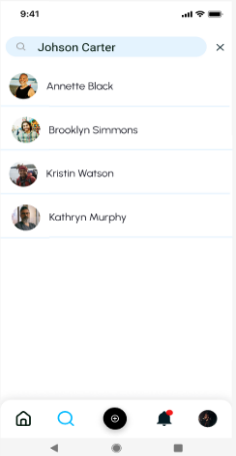 9:41
Johson Carter
Annette Black
Brooklyn Simmons
Kristin Watson
Kathryn Murphy